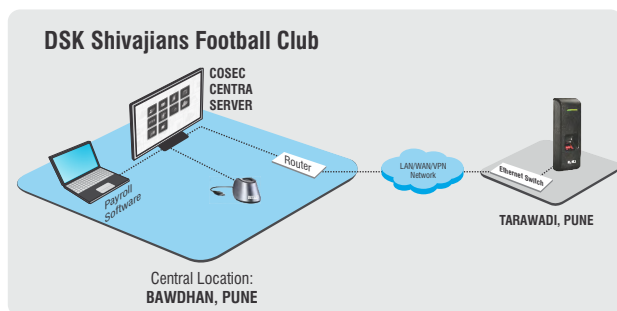 DSK Shivajians Football Club
COSEC
CENTRA
SERVER
Payroll
Software
Router
LAN/WAN/VPN
Network
Ethernet Switch
TARAWADI, PUNE
Central Location:
BAWDHAN, PUNE